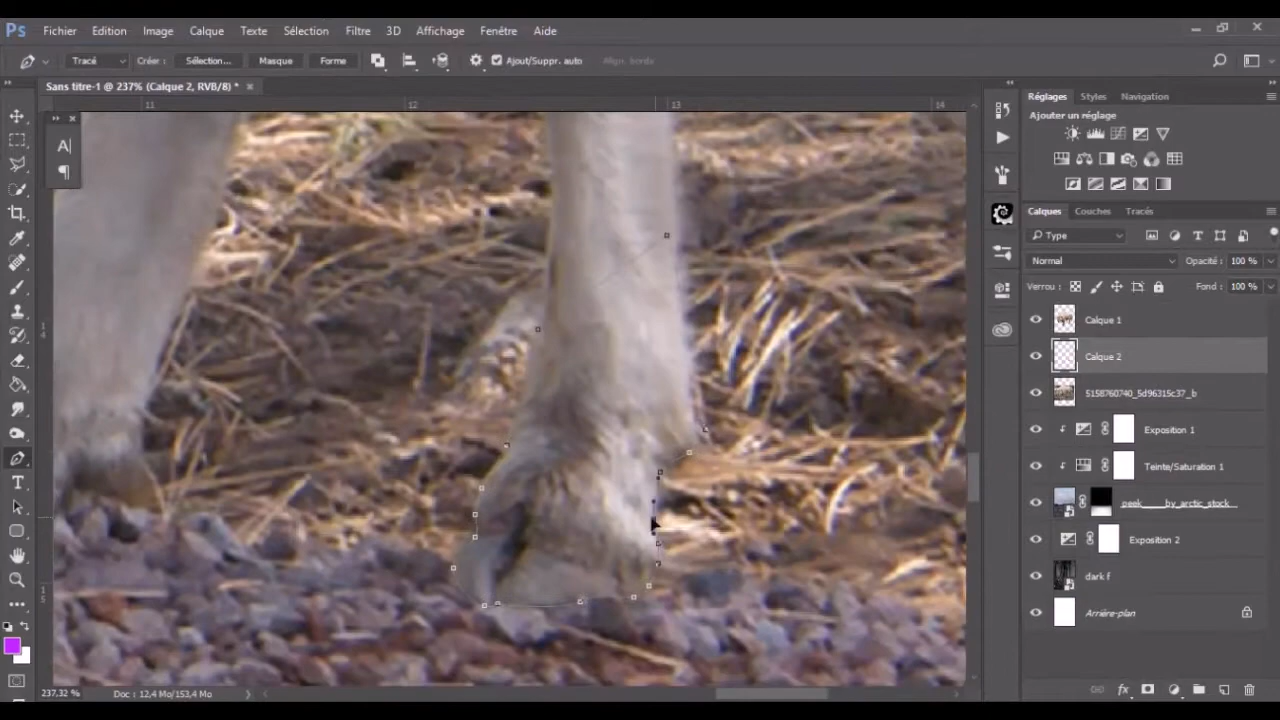 Ps Fichier Edition Image Calque Texte Sélection Filtre 3D Affichage Fenêtre Aide
Tracé Créer : Sélection... Masque Forme Ajout/Suppr. auto Align. bords
Sans titre-1 @ 237% (Calque 2, RVB/8) *
11 12 13 14
Réglages Styles Navigation
Ajouter un réglage
Calques Couches Tracés
Type
Normal Opacité : 100 %
Verrou : Fond : 100 %
Calque 1
Calque 2
5158760740_5d96315c37_b
Exposition 1
Teinte/Saturation 1
peek_____by_arctic_stock...
Exposition 2
dark f
Arrière-plan
237,32 % Doc : 12,4 Mo/153,4 Mo